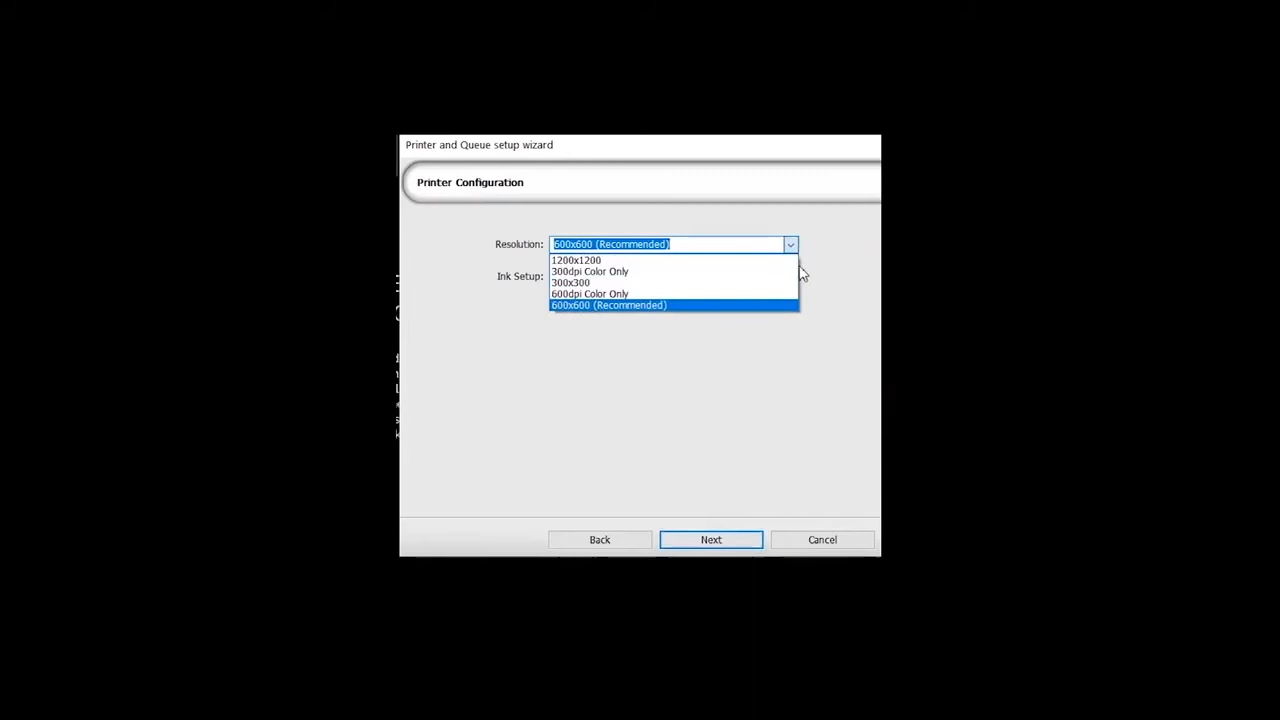 Printer and Queue setup wizard
Printer Configuration
Resolution: 600x600 (Recommended)
1200x1200
300dpi Color Only
Ink Setup:
300x300
600dpi Color Only
600x600 (Recommended)
Back Next Cancel